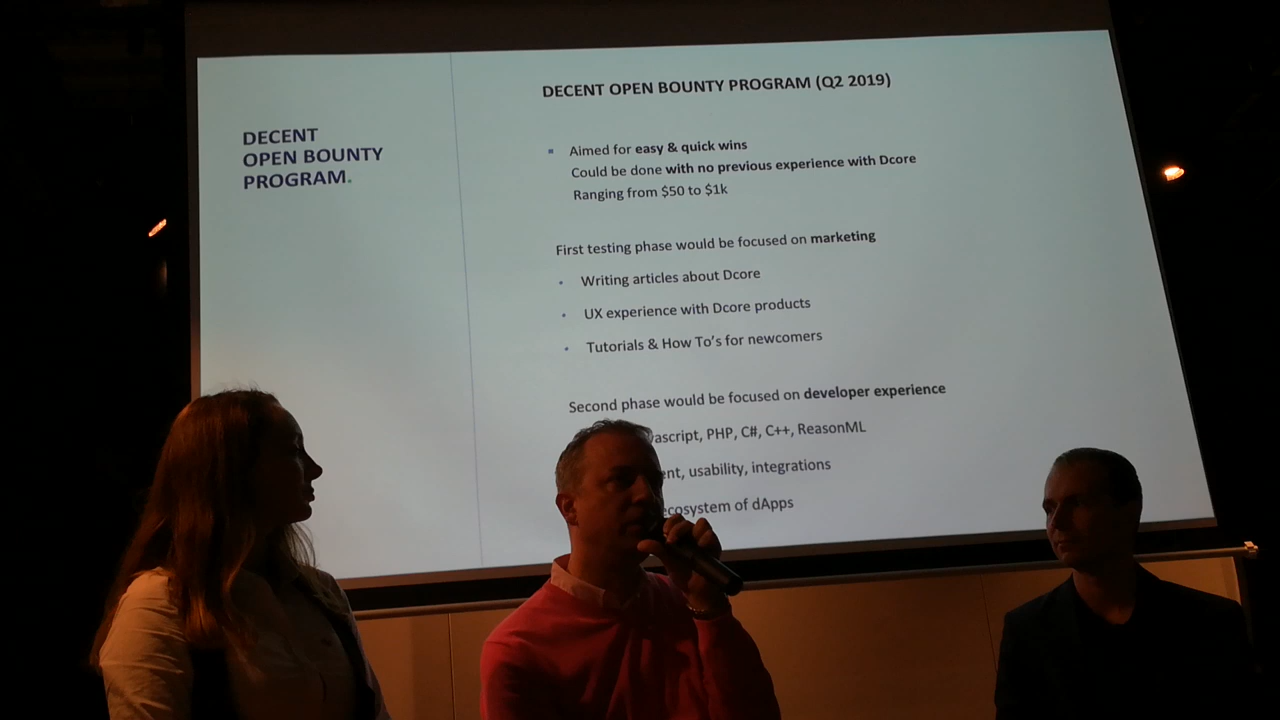 DECENT
OPEN BOUNTY
PROGRAM.
DECENT OPEN BOUNTY PROGRAM (Q2 2019)
Aimed for easy & quick wins
Could be done with no previous experience with Dcore
Ranging from $50 to $1k
First testing phase would be focused on marketing
Writing articles about Dcore
UX experience with Dcore products
Tutorials & How To's for newcomers
Second phase would be focused on developer experience
PHP, C#, C++, ReasonML
usability, integrations
of dApps